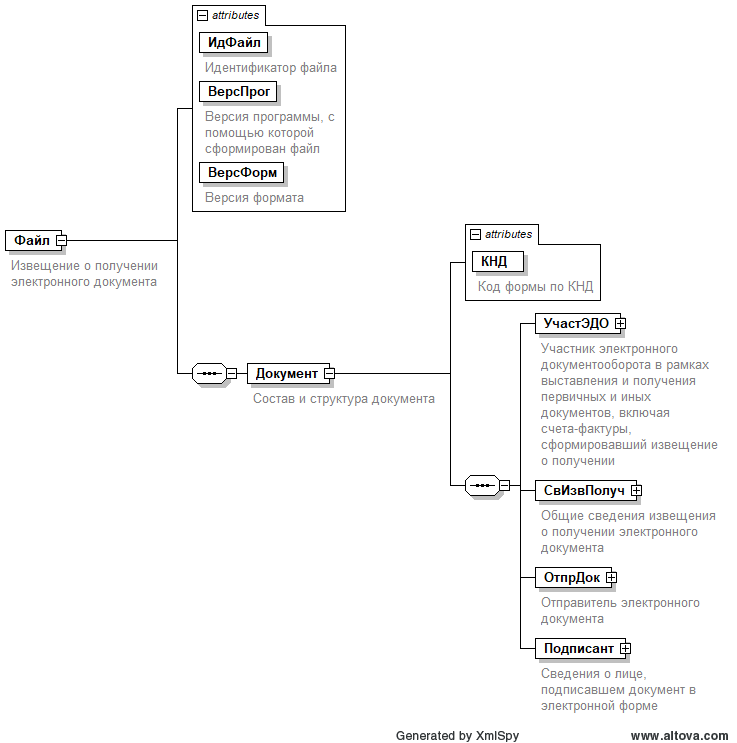 attributes
ИдФайл
Идентификатор файла
ВерсПрог
Версия программы, с
помощью которой
сформирован файл
ВерсФорм
Версия формата
Файл
Извещение о получении
электронного документа
attributes
КНД
Код формы по КНД
Документ
Состав и структура документа
УчастЭДО
Участник электронного
документооборота в рамках
выставления и получения
первичных и иных
документов, включая
счета-фактуры,
сформировавший извещение
о получении
СвИзвПолуч
Общие сведения извещения
о получении электронного
документа
ОтпрДок
Отправитель электронного
документа
Подписант
Сведения о лице,
подписавшем документ в
электронной форме
Generated by XmlSpy
www.altova.com